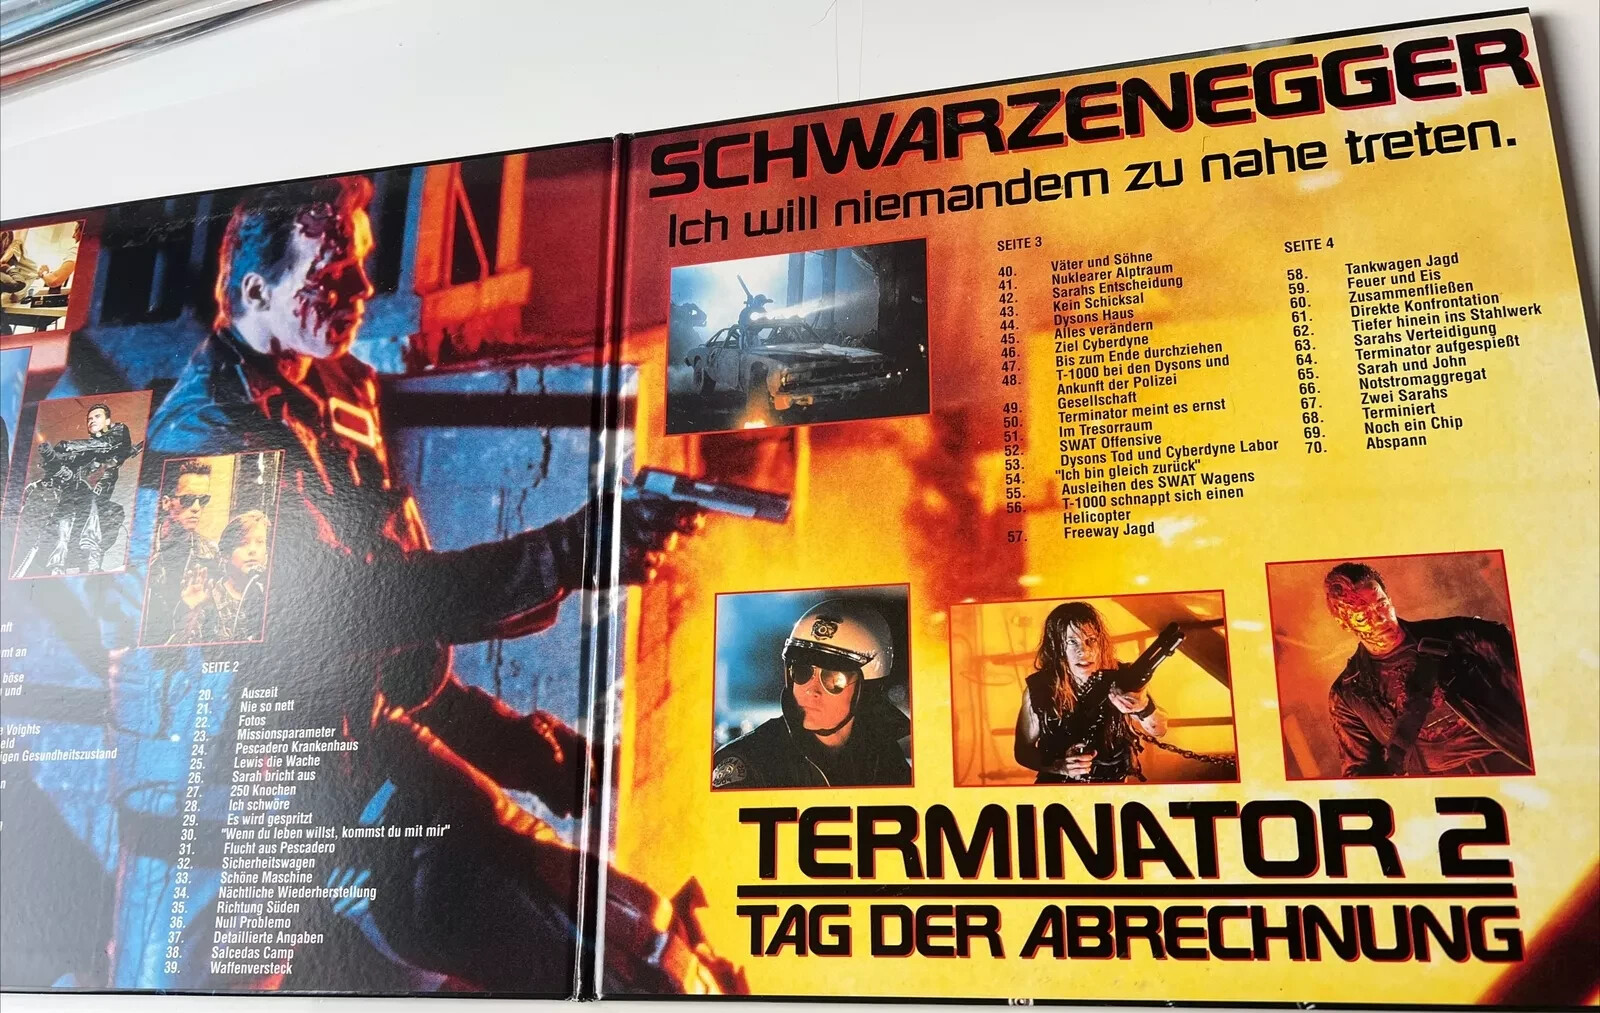 SCHWARZENEGGER
Ich will niemandem zu nahe treten.
nft
mt an
böse
und
Voights
eld
igen Gesundheitszustand
SEITE 2
20. Auszeit
21. Nie so nett
22. Fotos
23. Missionsparameter
24. Pescadero Krankenhaus
25. Lewis die Wache
26. Sarah bricht aus
27. 250 Knochen
28. Ich schwöre
29. Es wird gespritzt
30. "Wenn du leben willst, kommst du mit mir"
31. Flucht aus Pescadero
32. Sicherheitswagen
33. Schöne Maschine
34. Nächtliche Wiederherstellung
35. Richtung Süden
36. Null Problemo
37. Detaillierte Angaben
38. Salcedas Camp
39. Waffenversteck
SEITE 3
40. Väter und Söhne
41. Nuklearer Alptraum
42. Sarahs Entscheidung
43. Kein Schicksal
44. Dysons Haus
45. Alles verändern
46. Ziel Cyberdyne
47. Bis zum Ende durchziehen
48. T-1000 bei den Dysons und
Ankunft der Polizei
49. Gesellschaft
50. Terminator meint es ernst
51. Im Tresorraum
52. SWAT Offensive
53. Dysons Tod und Cyberdyne Labor
54. "Ich bin gleich zurück"
55. Ausleihen des SWAT Wagens
56. T-1000 schnappt sich einen
Helicopter
57. Freeway Jagd
SEITE 4
58. Tankwagen Jagd
59. Feuer und Eis
60. Zusammenfließen
61. Direkte Konfrontation
62. Tiefer hinein ins Stahlwerk
63. Sarahs Verteidigung
64. Terminator aufgespießt
65. Sarah und John
66. Notstromaggregat
67. Zwei Sarahs
68. Terminiert
69. Noch ein Chip
70. Abspann
TERMINATOR 2
TAG DER ABRECHNUNG